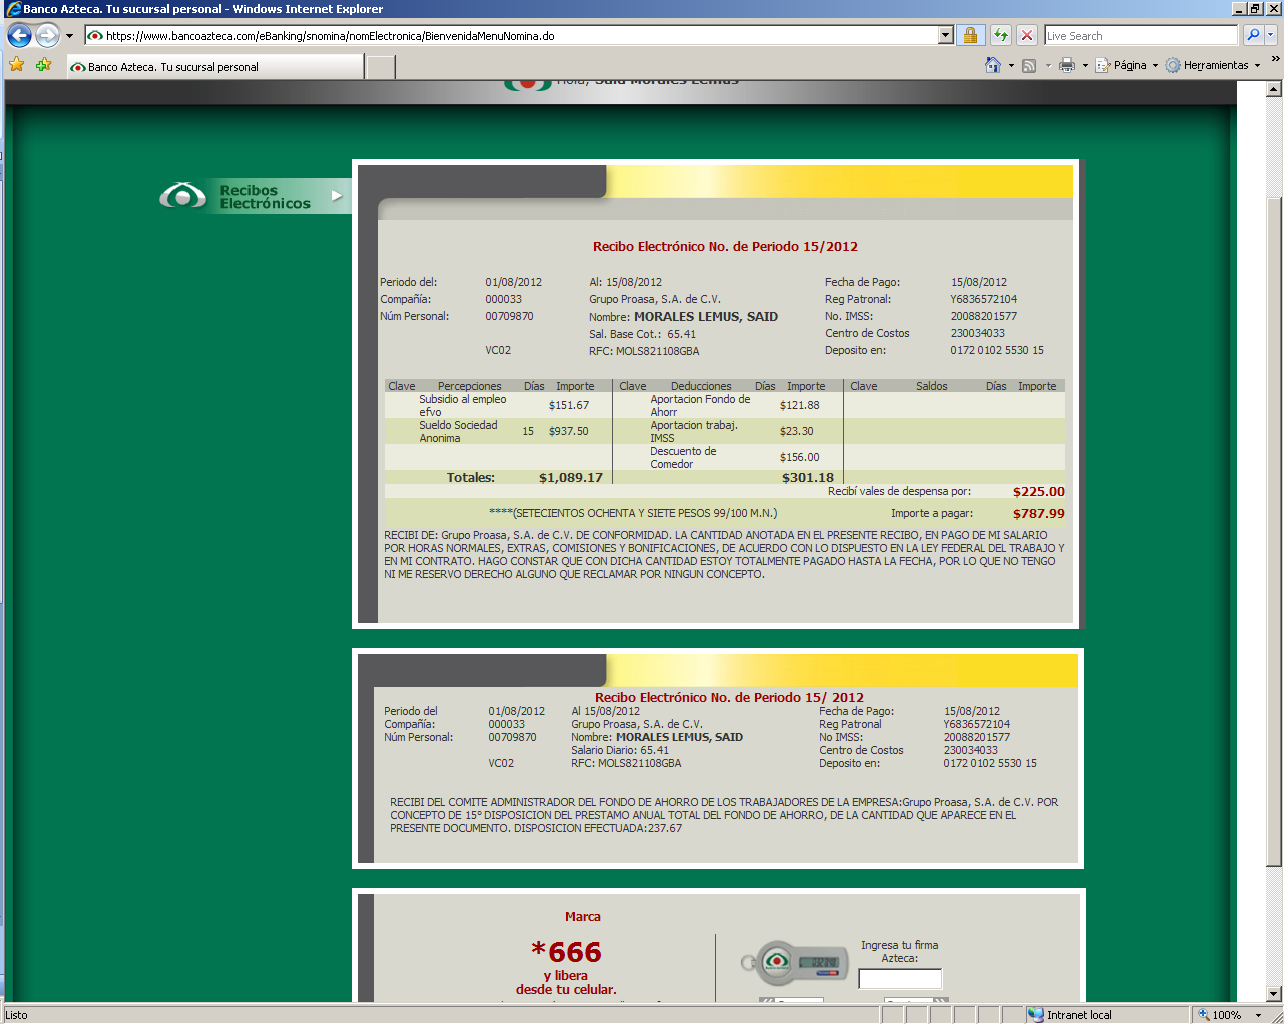 Banco Azteca. Tu sucursal personal - Windows Internet Explorer
https://www.bancoazteca.com/eBanking/snomina/nomElectronica/BienvenidaMenuNomina.do
Live Search
Banco Azteca. Tu sucursal personal
Página
Herramientas
Hola, Said Morales Lemus
Recibos
Electrónicos
Recibo Electrónico No. de Periodo 15/2012
Periodo del: 01/08/2012 Al: 15/08/2012 Fecha de Pago: 15/08/2012
Compañía: 000033 Grupo Proasa, S.A. de C.V. Reg Patronal: Y6836572104
Núm Personal: 00709870 Nombre: MORALES LEMUS, SAID No. IMSS: 20088201577
Sal. Base Cot.: 65.41 Centro de Costos 230034033
VC02 RFC: MOLS821108GBA Deposito en: 0172 0102 5530 15
Clave Percepciones Días Importe Clave Deducciones Días Importe Clave Saldos Días Importe
Subsidio al empleo efvo $151.67 Aportacion Fondo de Ahorr $121.88
Sueldo Sociedad Anonima 15 $937.50 Aportacion trabaj. IMSS $23.30
Descuento de Comedor $156.00
Totales: $1,089.17 $301.18
Recibí vales de despensa por: $225.00
****(SETECIENTOS OCHENTA Y SIETE PESOS 99/100 M.N.) Importe a pagar: $787.99
RECIBI DE: Grupo Proasa, S.A. de C.V. DE CONFORMIDAD. LA CANTIDAD ANOTADA EN EL PRESENTE RECIBO, EN PAGO DE MI SALARIO
POR HORAS NORMALES, EXTRAS, COMISIONES Y BONIFICACIONES, DE ACUERDO CON LO DISPUESTO EN LA LEY FEDERAL DEL TRABAJO Y
EN MI CONTRATO. HAGO CONSTAR QUE CON DICHA CANTIDAD ESTOY TOTALMENTE PAGADO HASTA LA FECHA, POR LO QUE NO TENGO
NI ME RESERVO DERECHO ALGUNO QUE RECLAMAR POR NINGUN CONCEPTO.
Recibo Electrónico No. de Periodo 15/ 2012
Periodo del 01/08/2012 Al 15/08/2012 Fecha de Pago: 15/08/2012
Compañía: 000033 Grupo Proasa, S.A. de C.V. Reg Patronal Y6836572104
Núm Personal: 00709870 Nombre: MORALES LEMUS, SAID No IMSS: 20088201577
Salario Diario: 65.41 Centro de Costos 230034033
VC02 RFC: MOLS821108GBA Deposito en: 0172 0102 5530 15
RECIBI DEL COMITE ADMINISTRADOR DEL FONDO DE AHORRO DE LOS TRABAJADORES DE LA EMPRESA:Grupo Proasa, S.A. de C.V. POR
CONCEPTO DE 15° DISPOSICION DEL PRESTAMO ANUAL TOTAL DEL FONDO DE AHORRO, DE LA CANTIDAD QUE APARECE EN EL
PRESENTE DOCUMENTO. DISPOSICION EFECTUADA:237.67
Marca
*666
y libera
desde tu celular.
Ingresa tu firma
Azteca:
Listo
Intranet local
100%